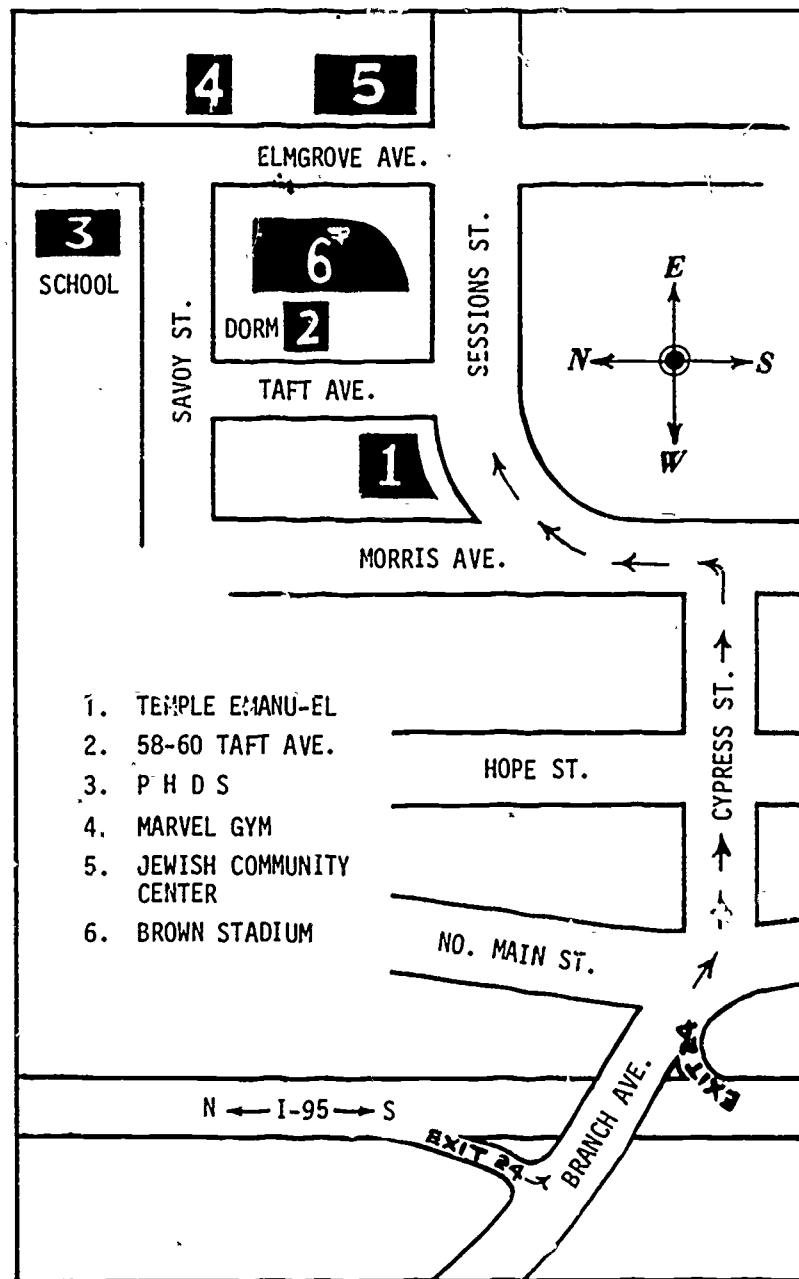 4
5
ELMGROVE AVE.
3
SCHOOL
SAVOY ST.
6
DORM 2
TAFT AVE.
SESSIONS ST.
E
N S
W
1
MORRIS AVE.
1. TEMPLE EMANU-EL
2. 58-60 TAFT AVE.
3. P H D S
4. MARVEL GYM
5. JEWISH COMMUNITY
CENTER
6. BROWN STADIUM
HOPE ST.
CYPRESS ST.
NO. MAIN ST.
EXIT 24
N I-95 S
EXIT 24
BRANCH AVE.